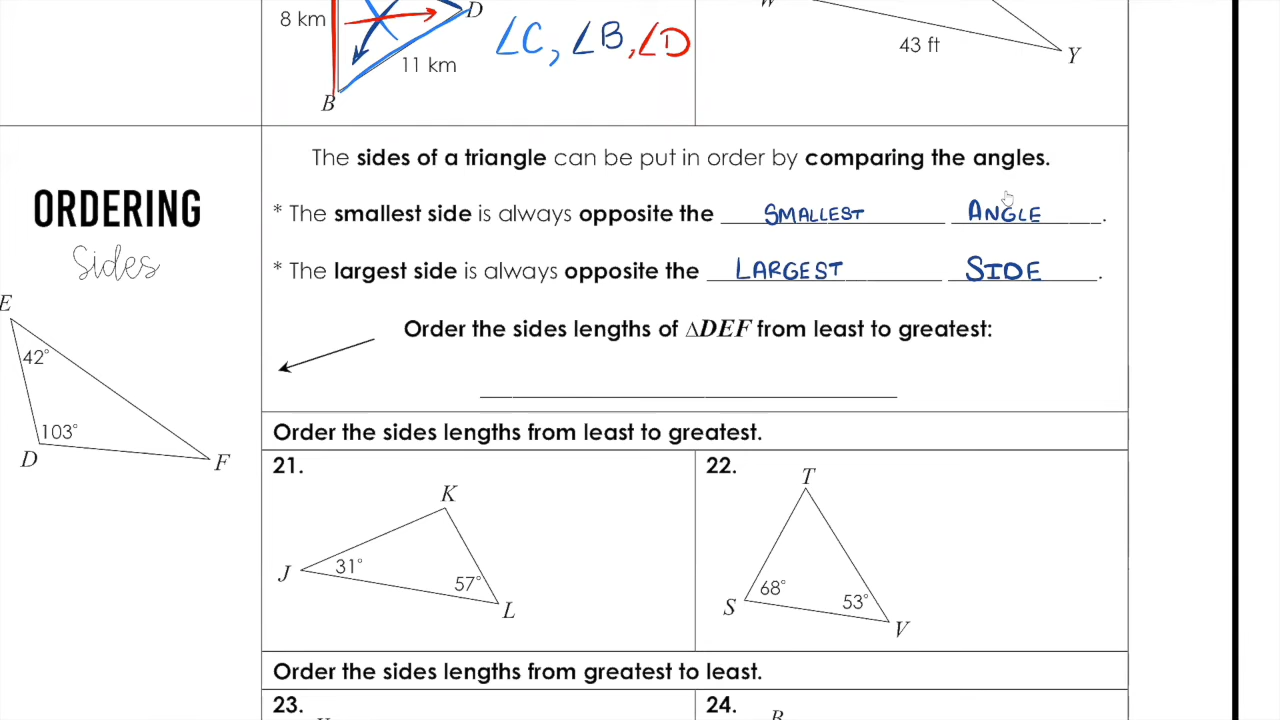 8 km
D
11 km
B
∠C, ∠B, ∠D
43 ft
Y
ORDERING
Sides
The sides of a triangle can be put in order by comparing the angles.
* The smallest side is always opposite the SMALLEST ANGLE.
* The largest side is always opposite the LARGEST SIDE.
Order the sides lengths of ΔDEF from least to greatest:
E
42°
103°
D
F
Order the sides lengths from least to greatest.
21.
K
J
31°
57°
L
22.
T
S
68°
53°
V
Order the sides lengths from greatest to least.
23.
24.